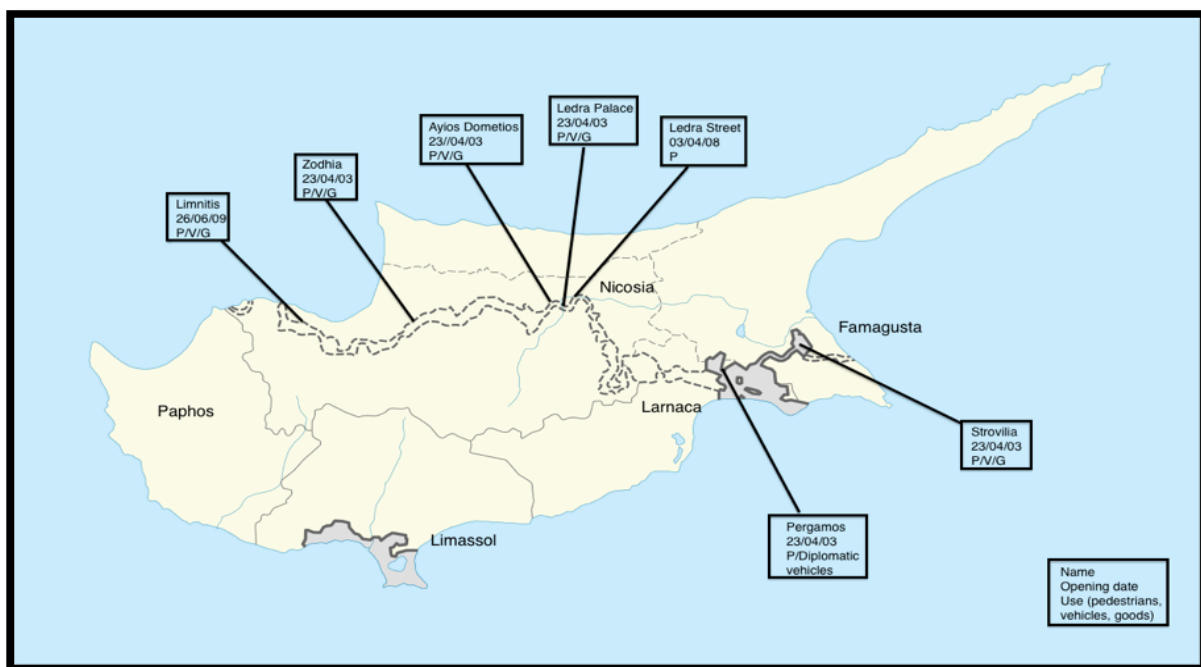 Ledra Palace
23/04/03
P/V/G
Ayios Dometios
23//04/03
P/V/G
Ledra Street
03/04/08
P
Zodhia
23/04/03
P/V/G
Limnitis
26/06/09
P/V/G
Nicosia
Famagusta
Paphos
Larnaca
Strovilia
23/04/03
P/V/G
Limassol
Pergamos
23/04/03
P/Diplomatic
vehicles
Name
Opening date
Use (pedestrians,
vehicles, goods)